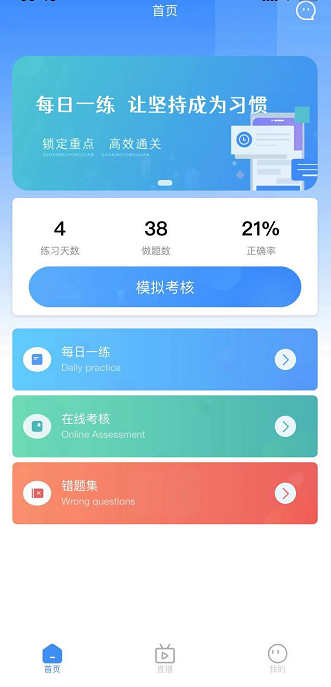 首页
每日一练 让坚持成为习惯
锁定重点 高效通关
4
38
21%
练习天数
做题数
正确率
模拟考核
每日一练
Daliy practice
在线考核
Online Assessment
错题集
Wrong questions
首页
直播
我的